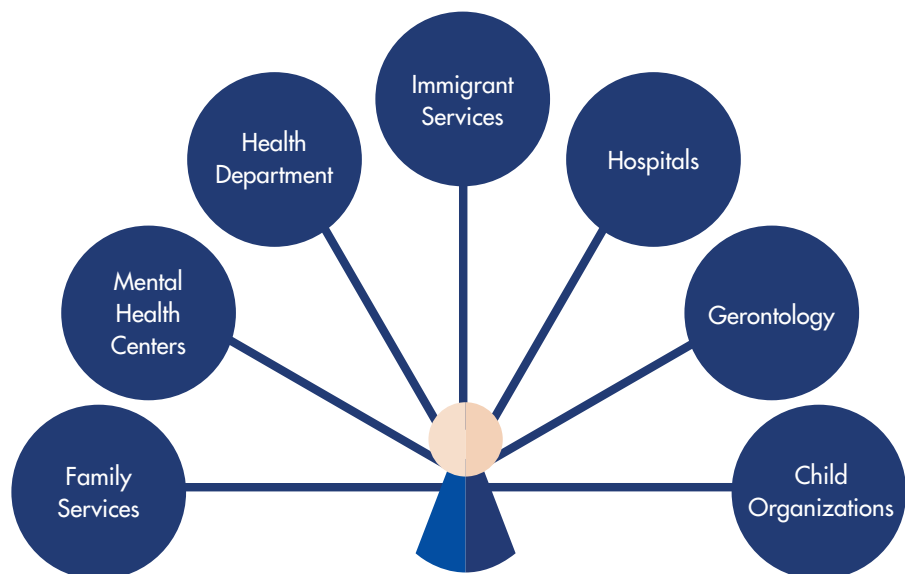 Immigrant
Services
Health
Department
Hospitals
Mental
Health
Centers
Gerontology
Family
Services
Child
Organizations